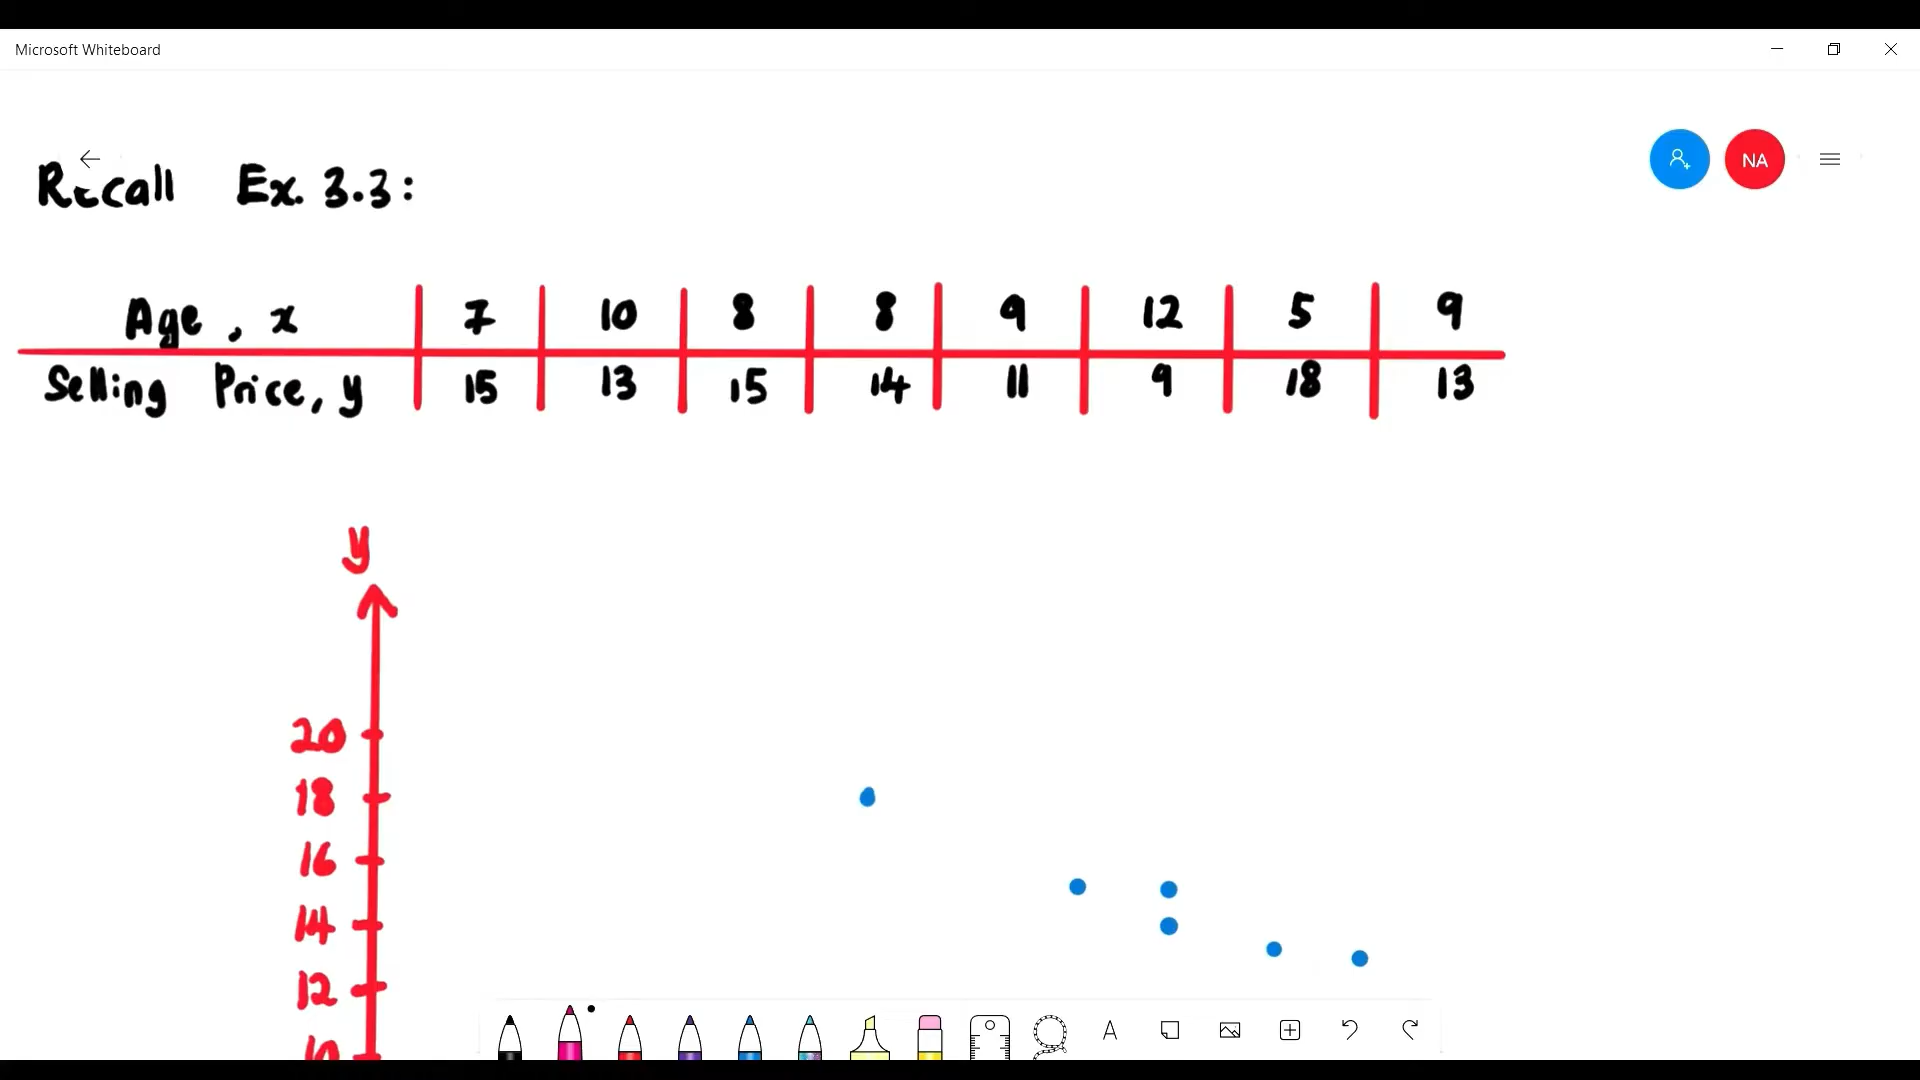 Microsoft Whiteboard
Recall Ex. 3.3:
NA
Age, x 7 10 8 8 9 12 5 9
Selling Price, y 15 13 15 14 11 9 18 13
y
20
18
16
14
12
10
A